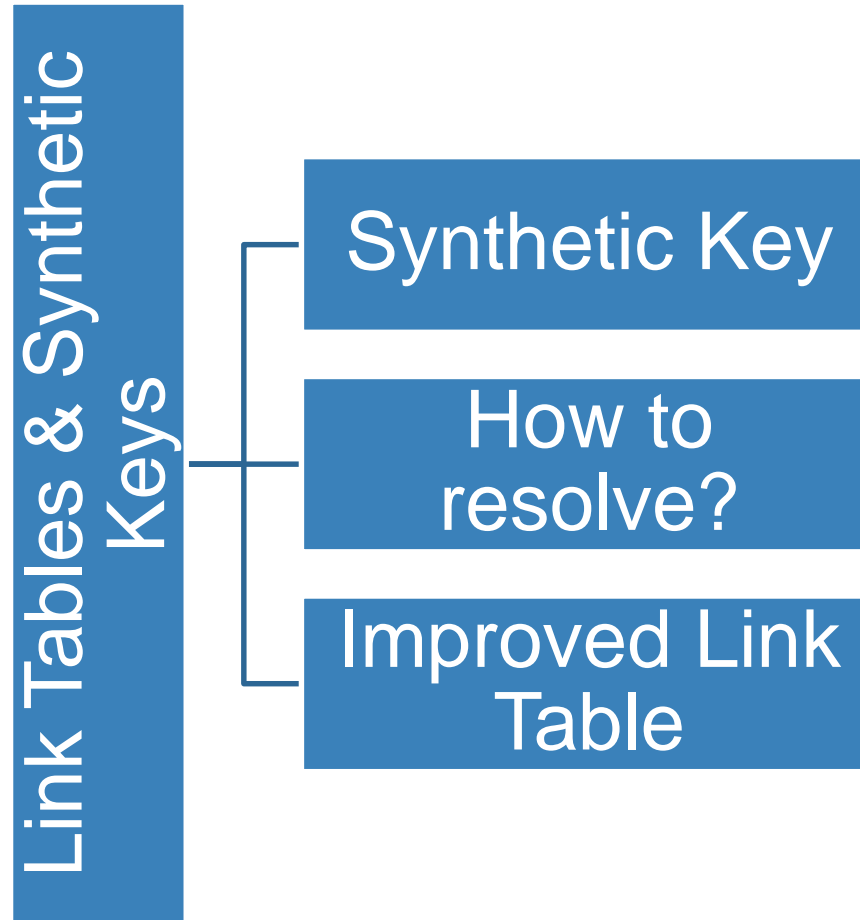 Link Tables & Synthetic
Keys
Synthetic Key
How to
resolve?
Improved Link
Table